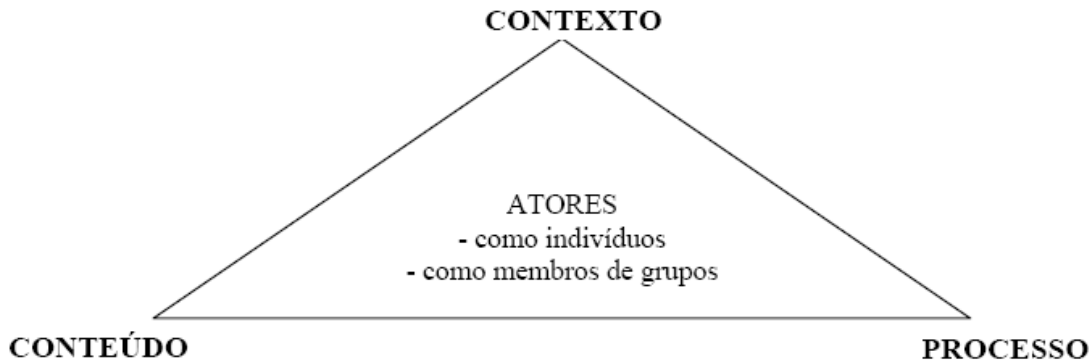 CONTEXTO
ATORES
- como indivíduos
- como membros de grupos
CONTEÚDO
PROCESSO